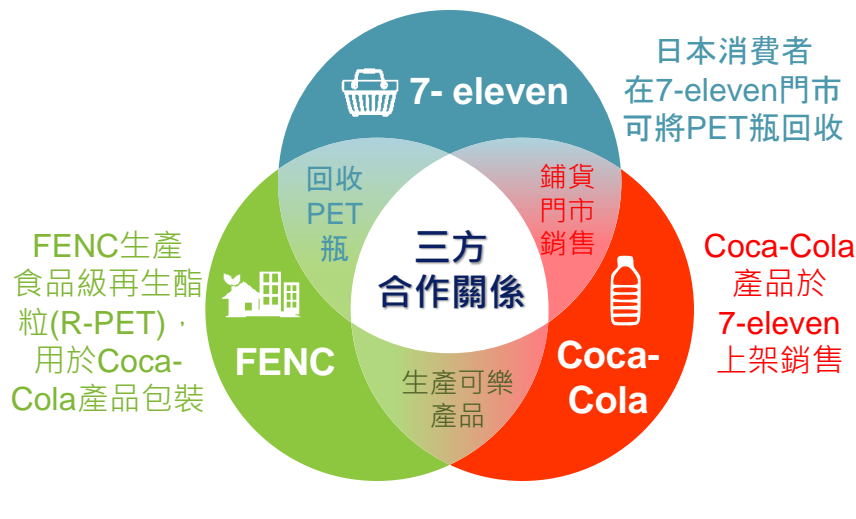 7- eleven
日本消費者
在7-eleven門市
可將PET瓶回收
回收
PET
瓶
鋪貨
門市
銷售
三方
合作關係
FENC生產
食品級再生酯
粒(R-PET)，
用於Coca-
Cola產品包裝
FENC
Coca-
Cola
Coca-Cola
產品於
7-eleven
上架銷售
生產可樂
產品